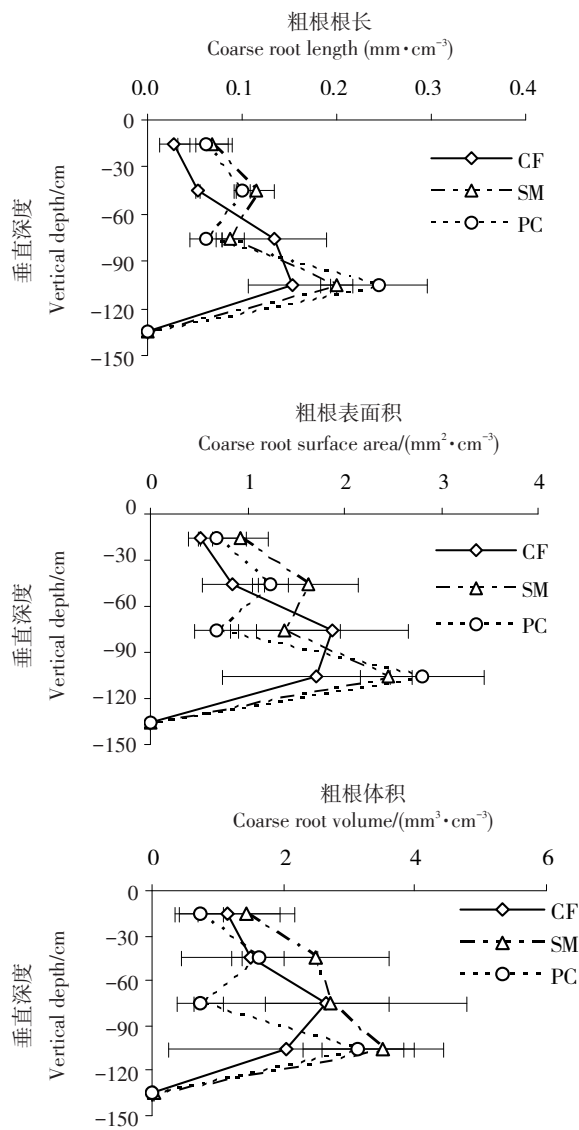 粗根根长
Coarse root length (mm·cm⁻³)
0.0 0.1 0.2 0.3 0.4
0
−30
−60
−90
−120
−150
垂直深度
Vertical depth/cm
CF
SM
PC
粗根表面积
Coarse root surface area/(mm²·cm⁻³)
0 1 2 3 4
0
−30
−60
−90
−120
−150
垂直深度
Vertical depth/cm
CF
SM
PC
粗根体积
Coarse root volume/(mm³·cm⁻³)
0 2 4 6
0
−30
−60
−90
−120
−150
垂直深度
Vertical depth/cm
CF
SM
PC